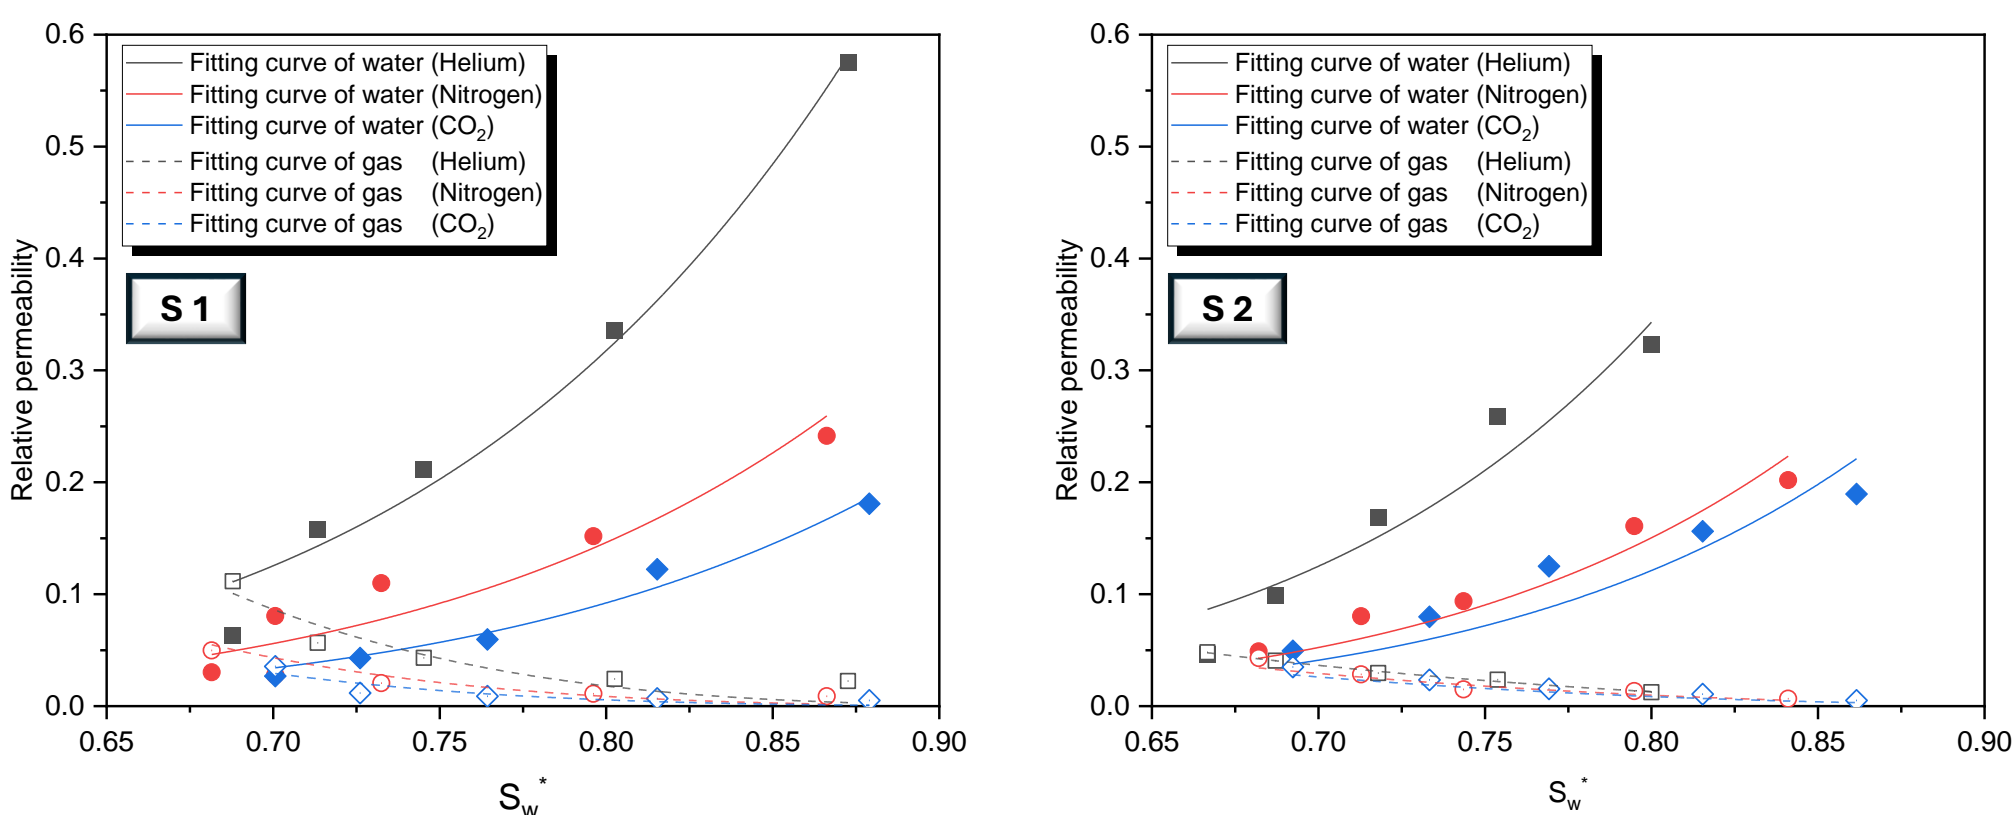 Relative permeability
0.6
0.5
0.4
0.3
0.2
0.1
0.0
Fitting curve of water (Helium)
Fitting curve of water (Nitrogen)
Fitting curve of water (CO₂)
Fitting curve of gas (Helium)
Fitting curve of gas (Nitrogen)
Fitting curve of gas (CO₂)
S 1
0.65 0.70 0.75 0.80 0.85 0.90
S_w^*
Relative permeability
0.6
0.5
0.4
0.3
0.2
0.1
0.0
Fitting curve of water (Helium)
Fitting curve of water (Nitrogen)
Fitting curve of water (CO₂)
Fitting curve of gas (Helium)
Fitting curve of gas (Nitrogen)
Fitting curve of gas (CO₂)
S 2
0.65 0.70 0.75 0.80 0.85 0.90
S_w^*